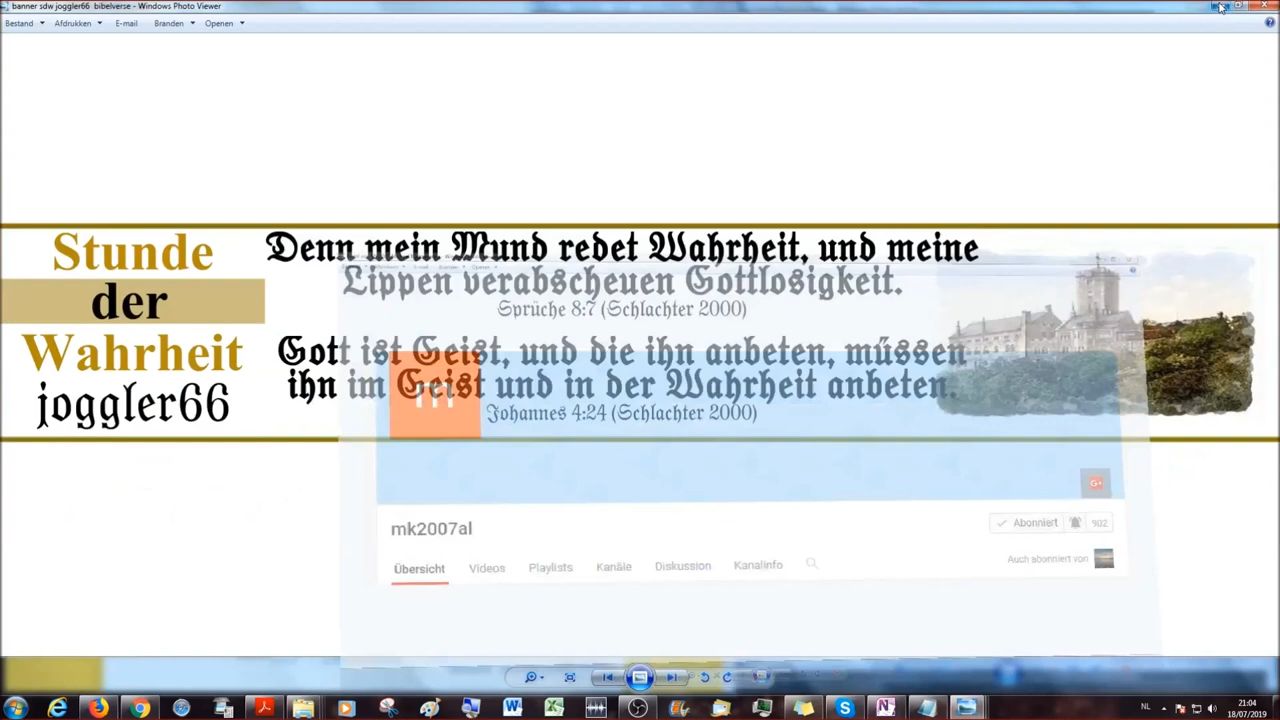 banner sdw joggler66 bibelverse - Windows Photo Viewer
Bestand Afdrukken E-mail Branden Openen
Stunde
der
Wahrheit
joggler66
Denn mein Mund redet Wahrheit, und meine
Lippen verabscheuen Gottlosigkeit.
Sprüche 8:7 (Schlachter 2000)
Gott ist Geist, und die ihn anbeten, müssen
ihn im Geist und in der Wahrheit anbeten.
Johannes 4:24 (Schlachter 2000)
m
G+
mk2007al
Abonniert 902
Übersicht Videos Playlists Kanäle Diskussion Kanalinfo
Auch abonniert von
NL
21:04
18/07/2019